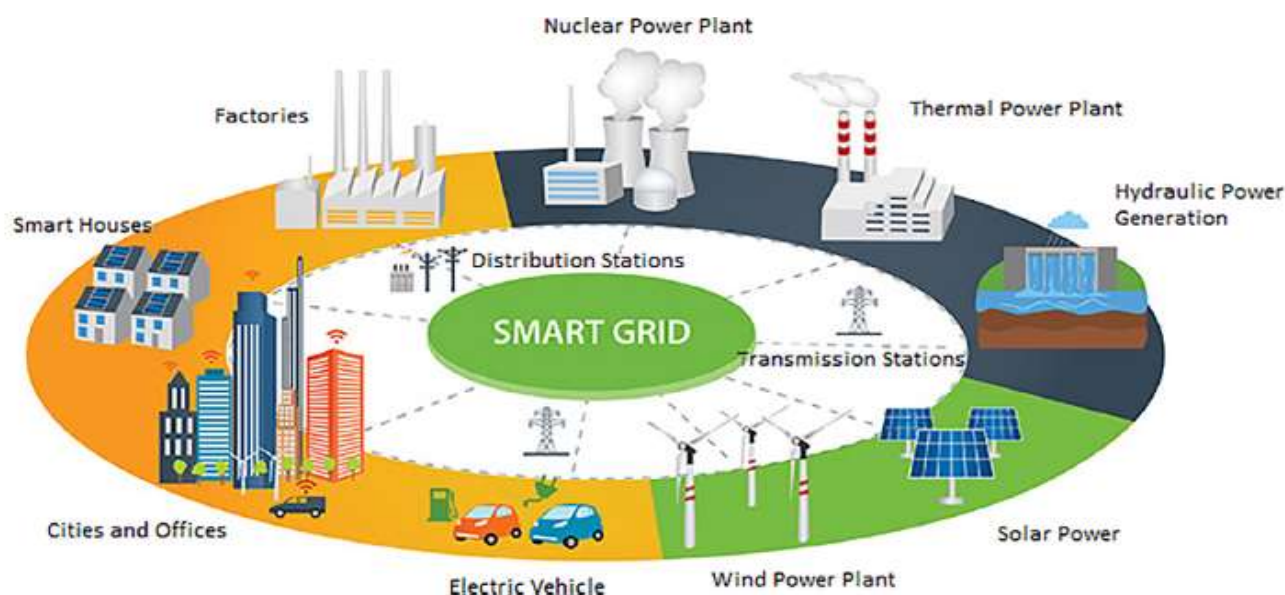 Nuclear Power Plant
Factories
Thermal Power Plant
Hydraulic Power
Generation
Smart Houses
Distribution Stations
SMART GRID
Transmission Stations
Cities and Offices
Solar Power
Electric Vehicle
Wind Power Plant